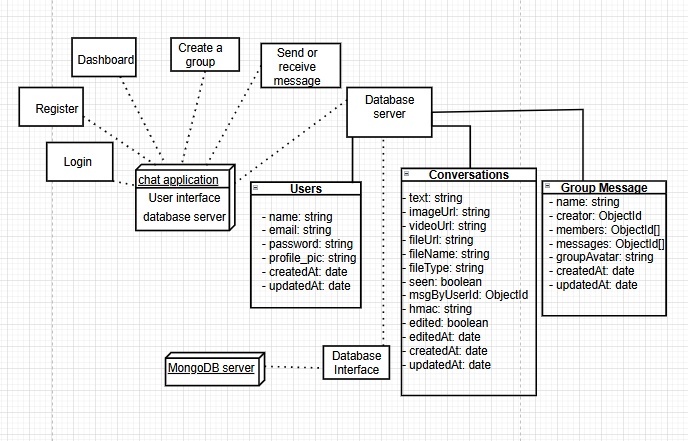 Dashboard
Create a
group
Send or
receive
message
Register
Database
server
Login
chat application
User interface
database server
Users
- name: string
- email: string
- password: string
- profile_pic: string
- createdAt: date
- updatedAt: date
Conversations
- text: string
- imageUrl: string
- videoUrl: string
- fileUrl: string
- fileName: string
- fileType: string
- seen: boolean
- msgByUserId: ObjectId
- hmac: string
- edited: boolean
- editedAt: date
- createdAt: date
- updatedAt: date
Group Message
- name: string
- creator: ObjectId
- members: ObjectId[]
- messages: ObjectId[]
- groupAvatar: string
- createdAt: date
- updatedAt: date
MongoDB server
Database
Interface